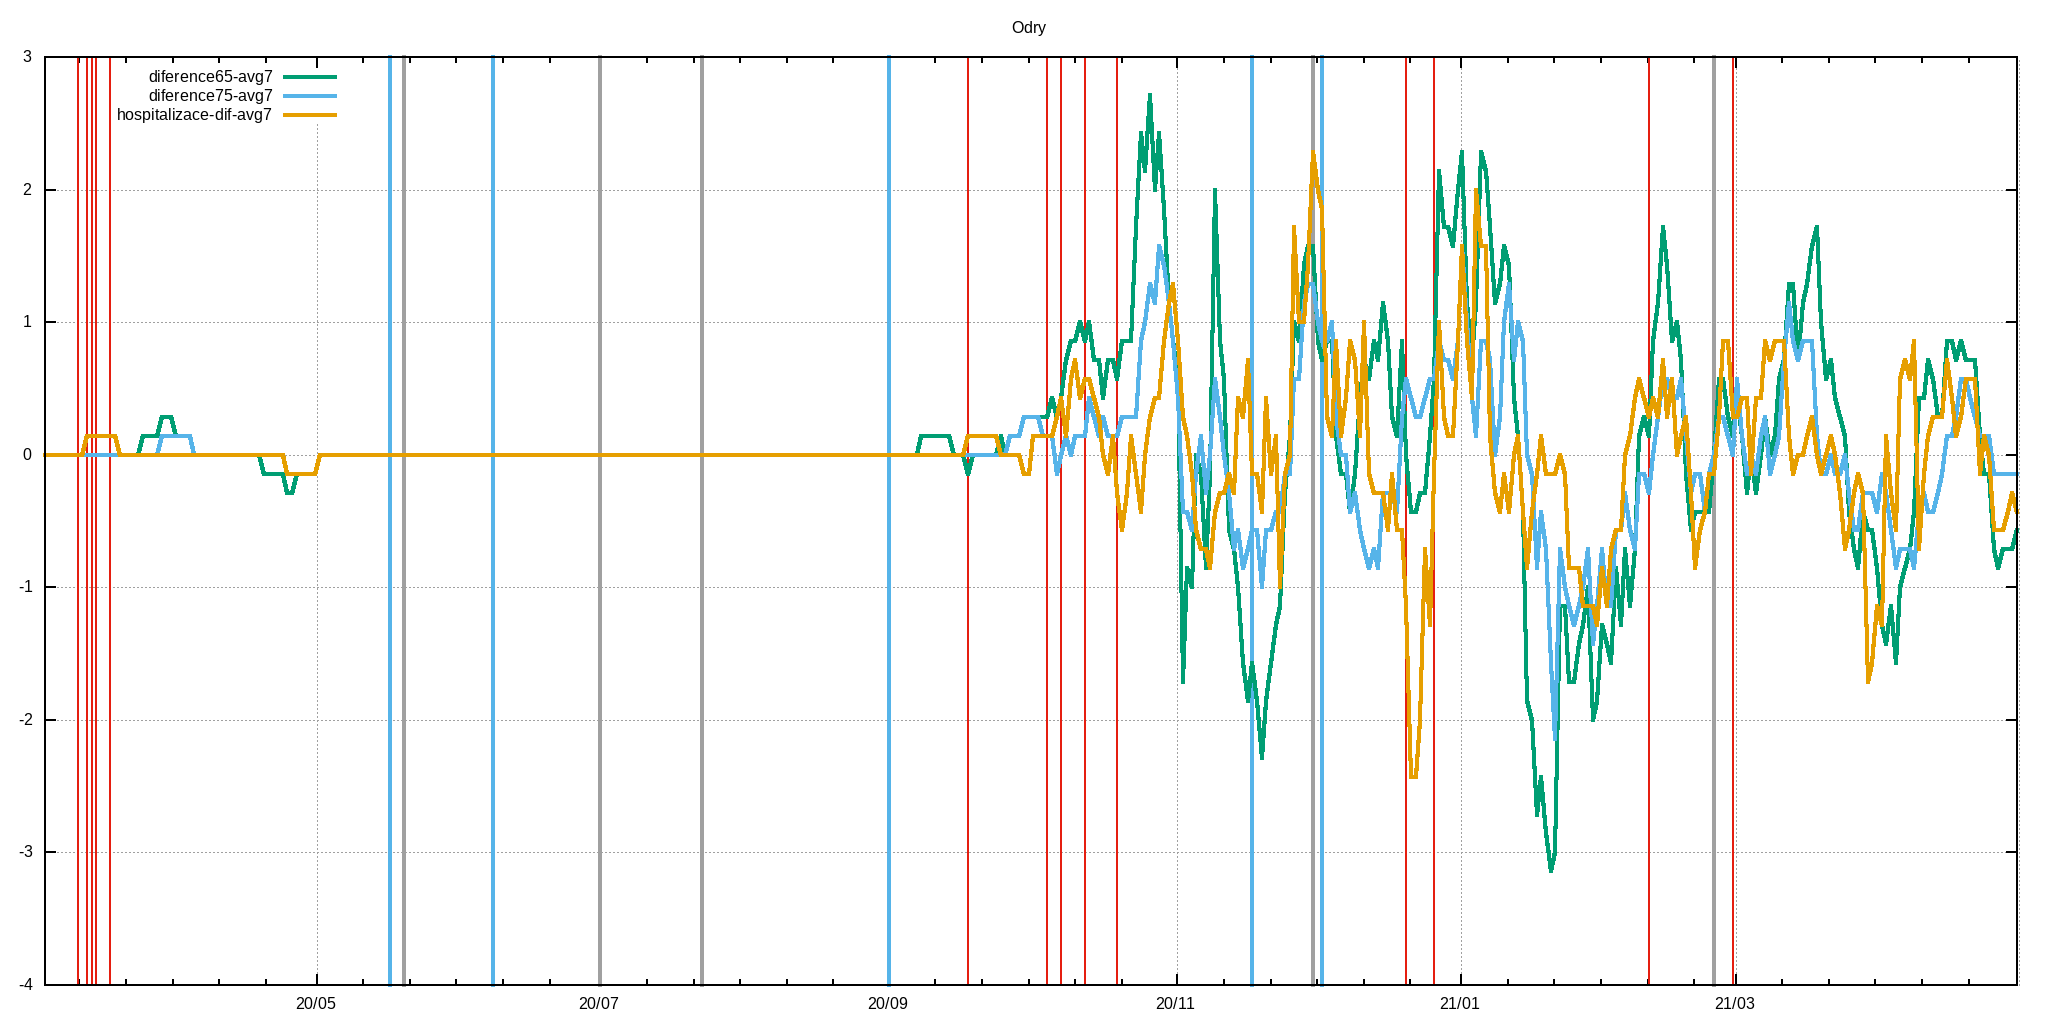 Odry
diference65-avg7
diference75-avg7
hospitalizace-dif-avg7
3
2
1
0
-1
-2
-3
-4
20/05 20/07 20/09 20/11 21/01 21/03